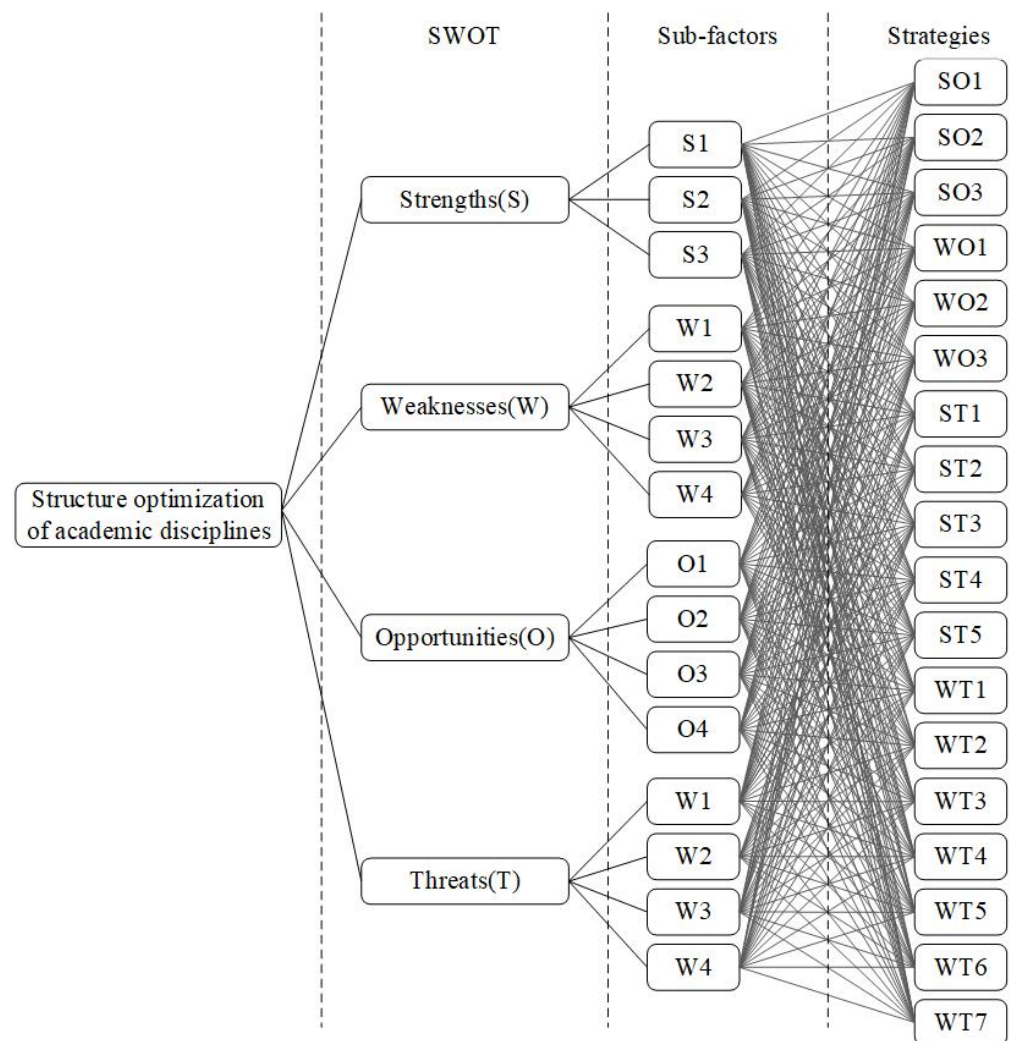 SWOT
Sub-factors
Strategies
Structure optimization
of academic disciplines
Strengths(S)
Weaknesses(W)
Opportunities(O)
Threats(T)
S1
S2
S3
W1
W2
W3
W4
O1
O2
O3
O4
W1
W2
W3
W4
SO1
SO2
SO3
WO1
WO2
WO3
ST1
ST2
ST3
ST4
ST5
WT1
WT2
WT3
WT4
WT5
WT6
WT7